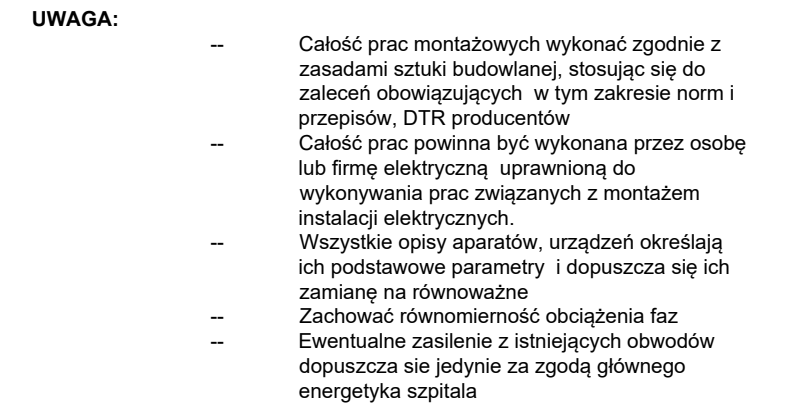 UWAGA:
-- Całość prac montażowych wykonać zgodnie z
zasadami sztuki budowlanej, stosując się do
zaleceń obowiązujących  w tym zakresie norm i
przepisów, DTR producentów
-- Całość prac powinna być wykonana przez osobę
lub firmę elektryczną  uprawnioną do
wykonywania prac związanych z montażem
instalacji elektrycznych.
-- Wszystkie opisy aparatów, urządzeń określają
ich podstawowe parametry  i dopuszcza się ich
zamianę na równoważne
-- Zachować równomierność obciążenia faz
-- Ewentualne zasilenie z istniejących obwodów
dopuszcza sie jedynie za zgodą głównego
energetyka szpitala